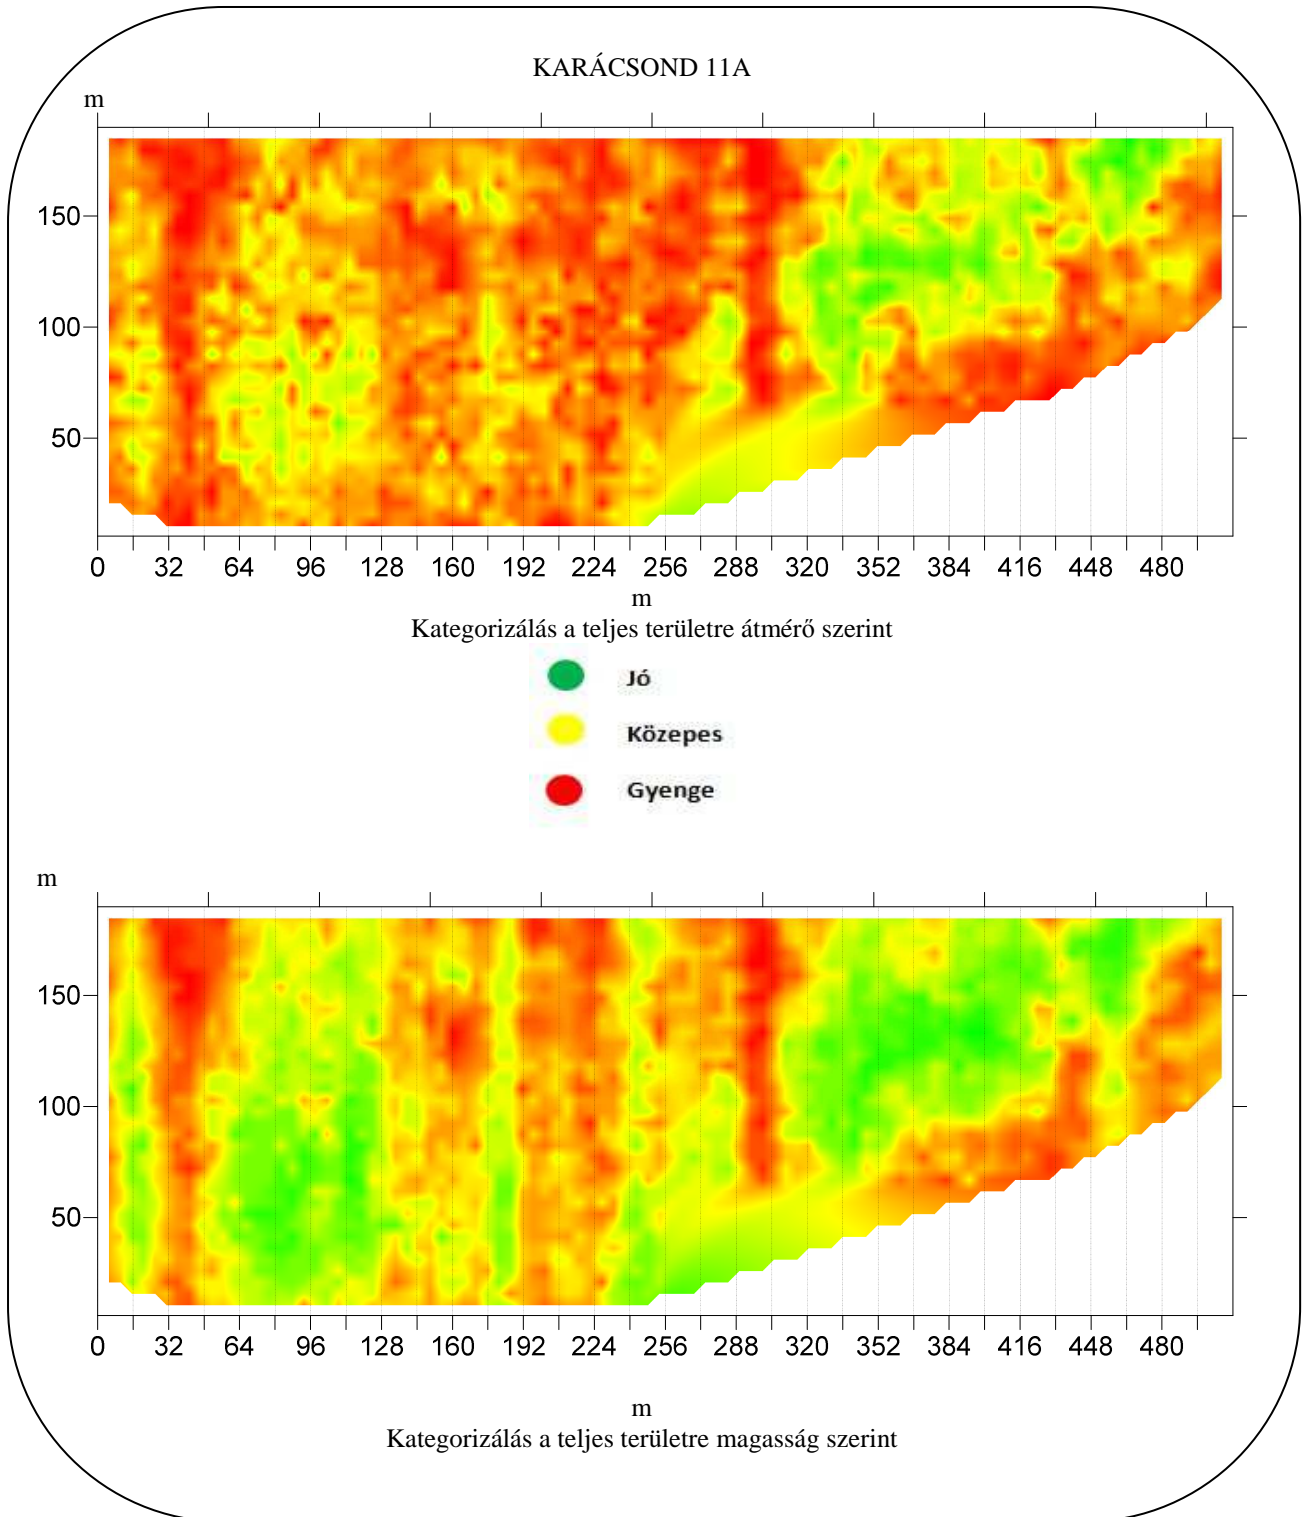 KARÁCSOND 11A
m
150
100
50
0 32 64 96 128 160 192 224 256 288 320 352 384 416 448 480
m
Kategorizálás a teljes területre átmérő szerint
Jó
Közepes
Gyenge
m
150
100
50
0 32 64 96 128 160 192 224 256 288 320 352 384 416 448 480
m
Kategorizálás a teljes területre magasság szerint